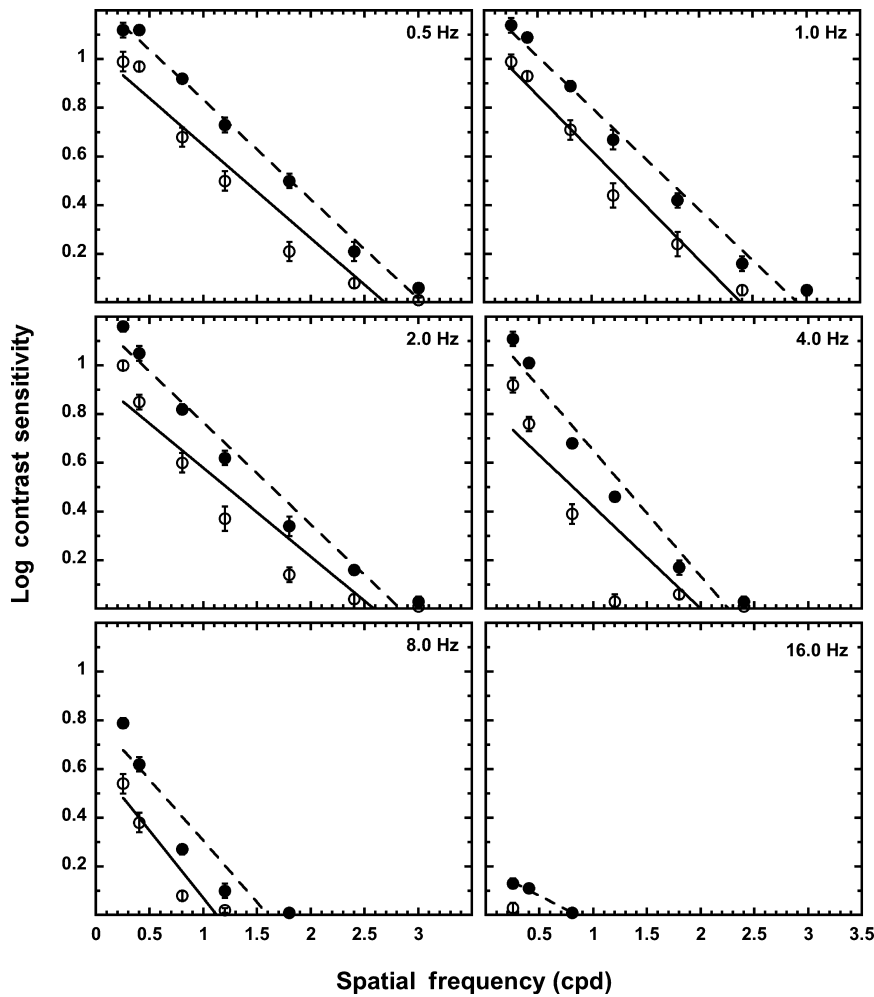 0.5 Hz
1.0 Hz
1
0.8
0.6
0.4
0.2
2.0 Hz
4.0 Hz
1
0.8
0.6
0.4
0.2
Log contrast sensitivity
8.0 Hz
16.0 Hz
1
0.8
0.6
0.4
0.2
0 0.5 1 1.5 2 2.5 3
0.5 1 1.5 2 2.5 3 3.5
Spatial frequency (cpd)